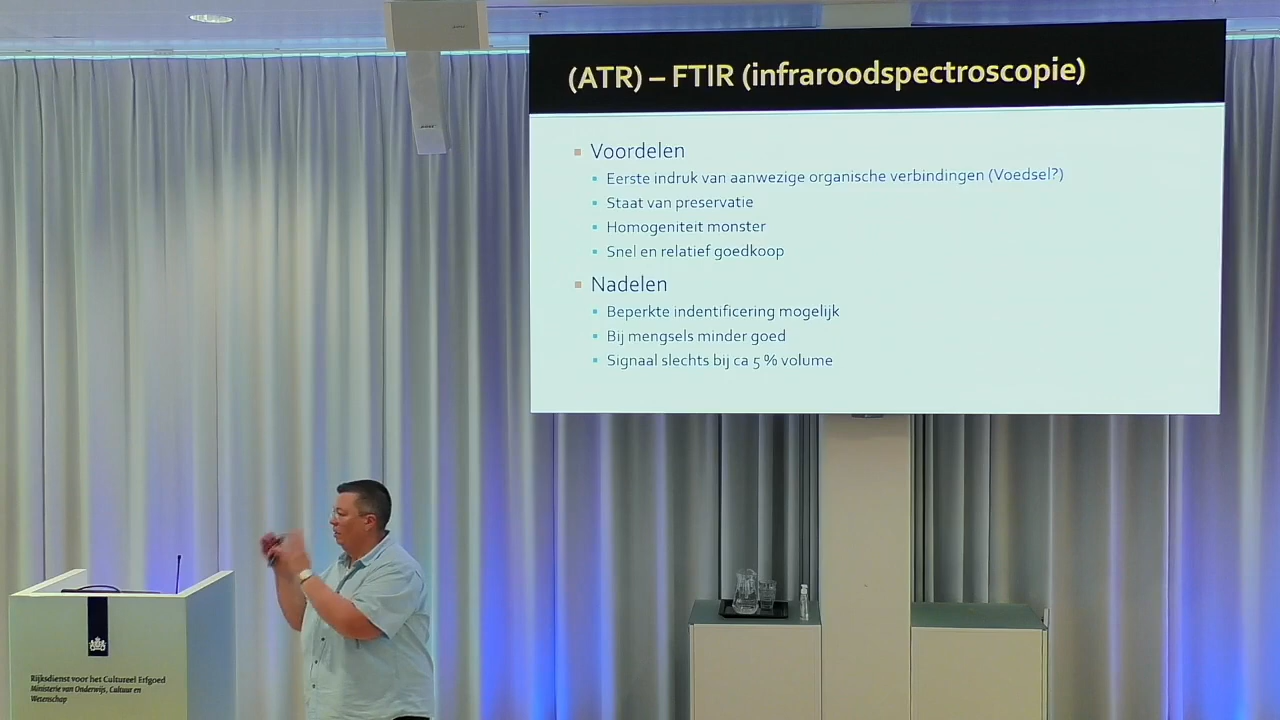 (ATR) – FTIR (infraroodspectroscopie)
Voordelen
Eerste indruk van aanwezige organische verbindingen (Voedsel?)
Staat van preservatie
Homogeniteit monster
Snel en relatief goedkoop
Nadelen
Beperkte indentificering mogelijk
Bij mengsels minder goed
Signaal slechts bij ca 5 % volume
Rijksdienst voor het Cultureel Erfgoed
Ministerie van Onderwijs, Cultuur en
Wetenschap